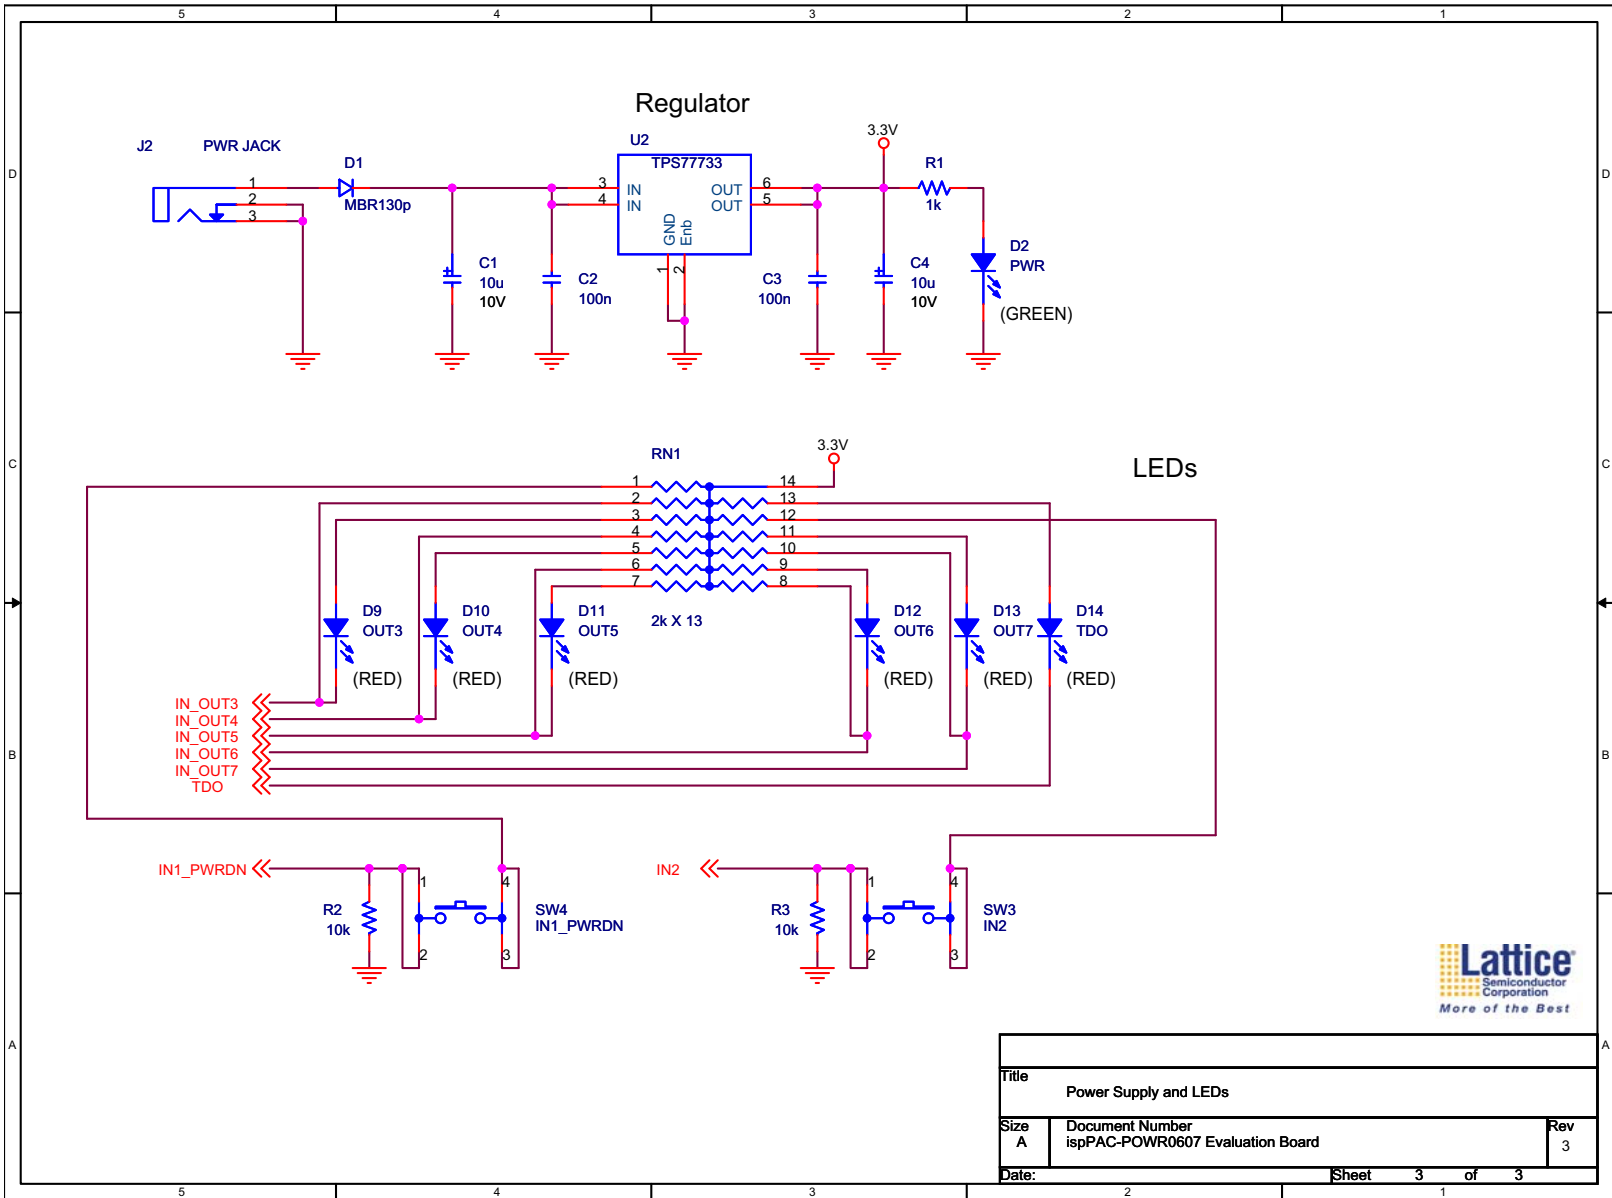 5 4 3 2 1
Regulator
J2 PWR JACK
1
2
3
D1
MBR130p
C1
10u
10V
C2
100n
U2
TPS77733
3 IN
4 IN
OUT 6
OUT 5
GND
Enb
1
2
C3
100n
3.3V
C4
10u
10V
R1
1k
D2
PWR
(GREEN)
D
D
C
C
B
B
A
A
LEDs
RN1
3.3V
1 14
2 13
3 12
4 11
5 10
6 9
7 8
2k X 13
D9
OUT3
(RED)
D10
OUT4
(RED)
D11
OUT5
(RED)
D12
OUT6
(RED)
D13
OUT7
(RED)
D14
TDO
(RED)
IN_OUT3
IN_OUT4
IN_OUT5
IN_OUT6
IN_OUT7
TDO
IN1_PWRDN
R2
10k
1 4
2 3
SW4
IN1_PWRDN
IN2
R3
10k
1 4
2 3
SW3
IN2
Lattice®
Semiconductor
Corporation
More of the Best
Title
Power Supply and LEDs
Size
A
Document Number
ispPAC-POWR0607 Evaluation Board
Rev
3
Date:
Sheet 3 of 3
5 4 3 2 1